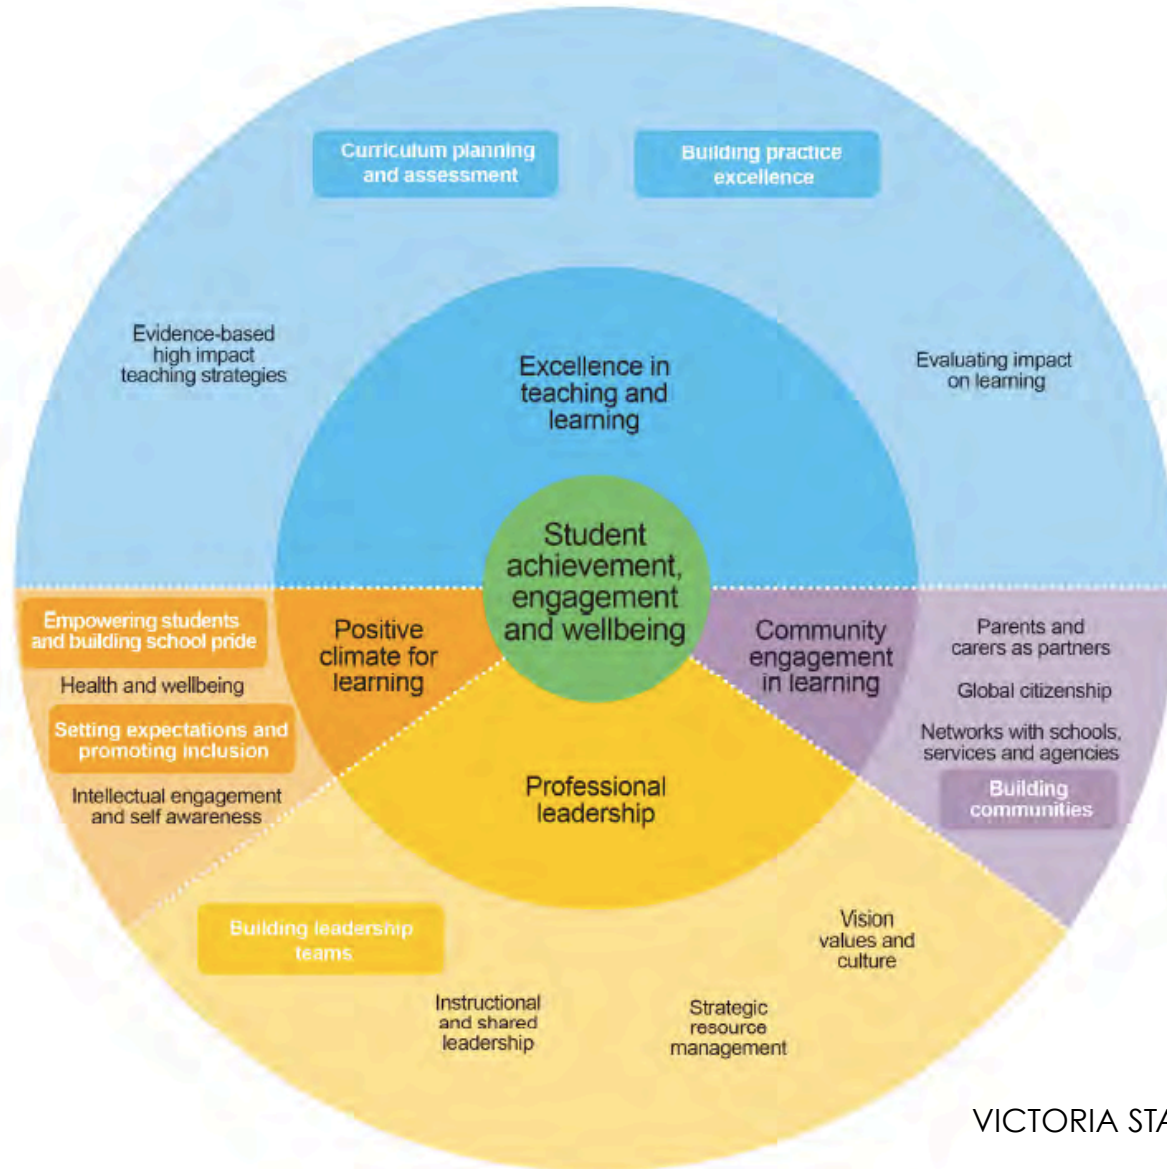 Curriculum planning
and assessment
Building practice
excellence
Evidence-based
high impact
teaching strategies
Excellence in
teaching and
learning
Evaluating impact
on learning
Student
achievement,
engagement
and wellbeing
Empowering students
and building school pride
Health and wellbeing
Setting expectations and
promoting inclusion
Intellectual engagement
and self awareness
Positive
climate for
learning
Community
engagement
in learning
Parents and
carers as partners
Global citizenship
Networks with schools,
services and agencies
Building
communities
Professional
leadership
Building leadership
teams
Instructional
and shared
leadership
Strategic
resource
management
Vision
values and
culture
VICTORIA STA